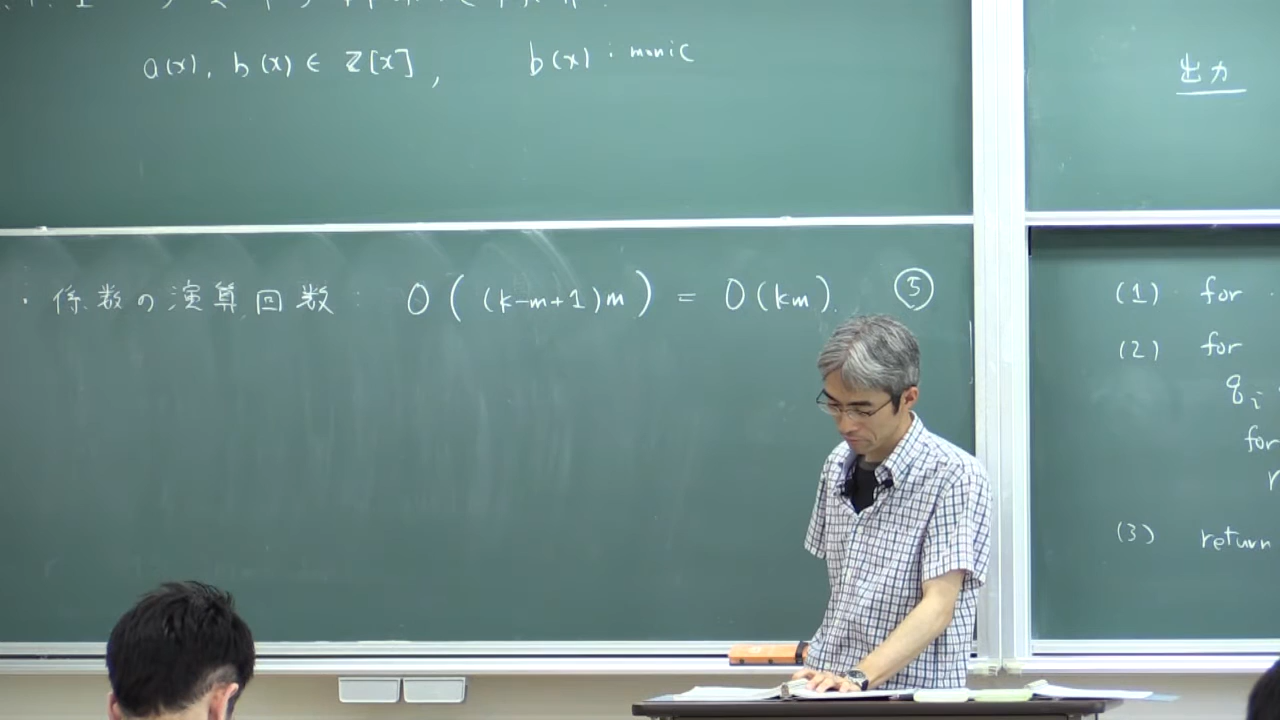 a(x), b(x) ∈ Z[x], b(x) : monic
・係数の演算回数: O((k-m+1)m) = O(km). ⑤
出力
(1) for
(2) for
q_i
for
r
(3) return